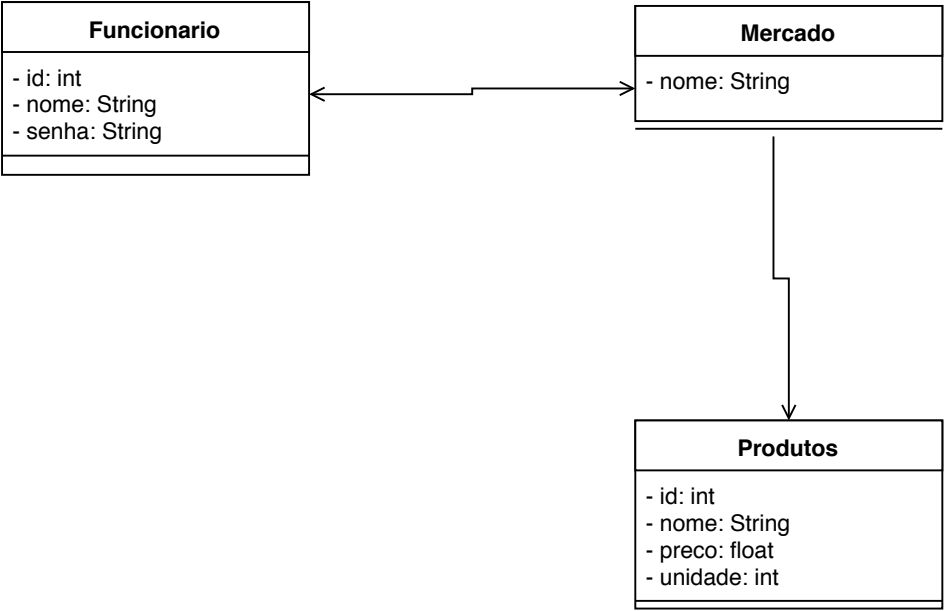 Funcionario
- id: int
- nome: String
- senha: String
Mercado
- nome: String
Produtos
- id: int
- nome: String
- preco: float
- unidade: int